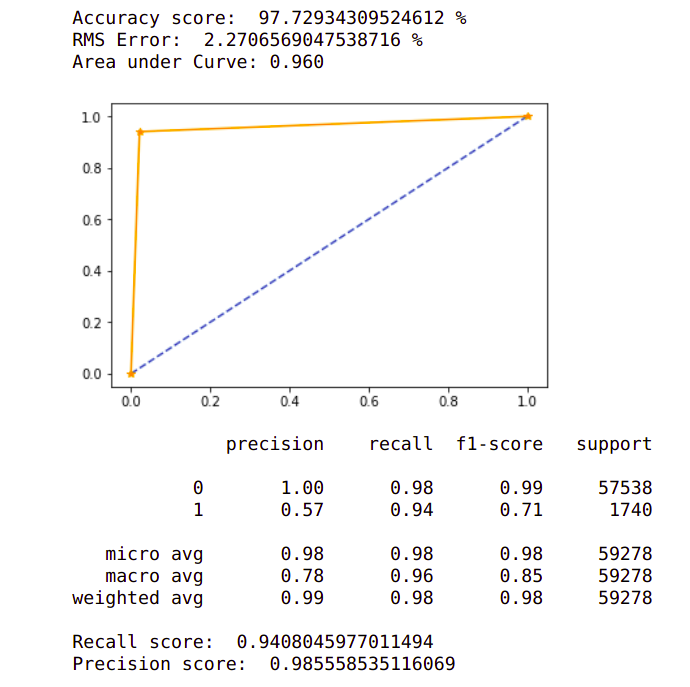 Accuracy score:  97.72934309524612 %
RMS Error:  2.2706569047538716 %
Area under Curve: 0.960
1.0
0.8
0.6
0.4
0.2
0.0
0.0 0.2 0.4 0.6 0.8 1.0
precision recall f1-score support
0 1.00 0.98 0.99 57538
1 0.57 0.94 0.71 1740
micro avg 0.98 0.98 0.98 59278
macro avg 0.78 0.96 0.85 59278
weighted avg 0.99 0.98 0.98 59278
Recall score:  0.9408045977011494
Precision score:  0.985558535116069